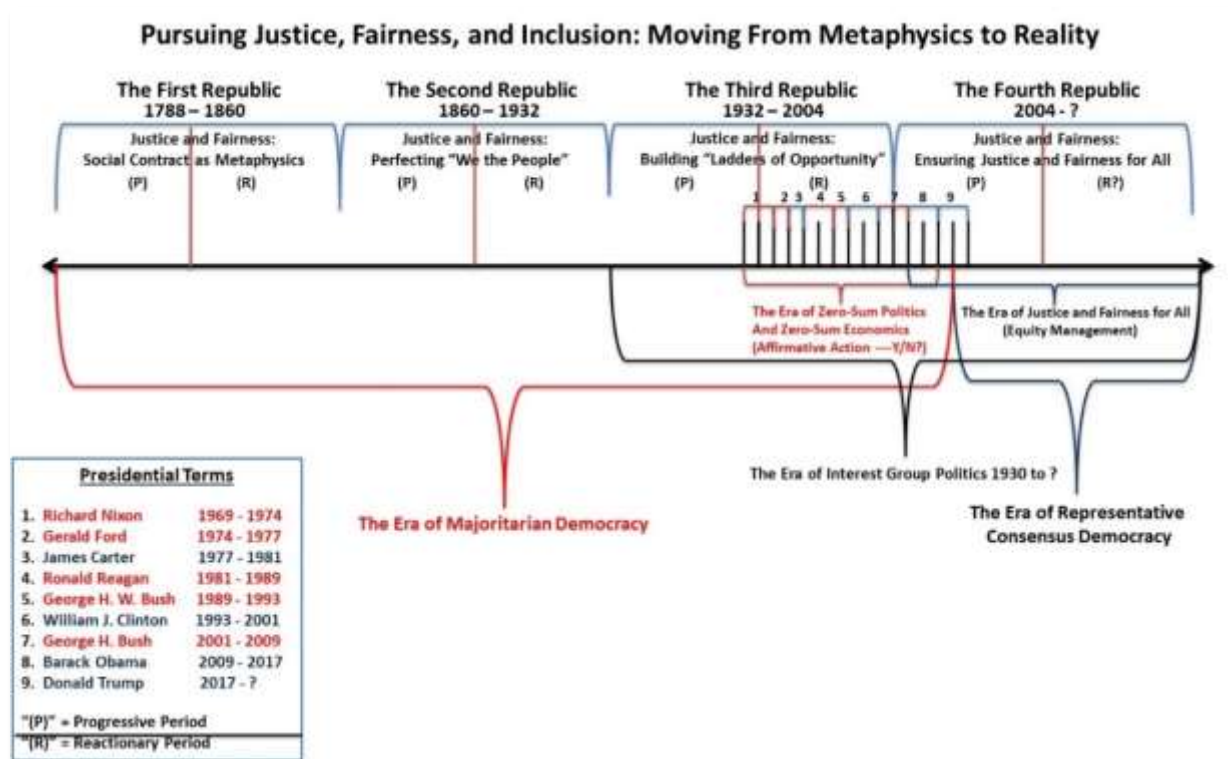 Pursuing Justice, Fairness, and Inclusion: Moving From Metaphysics to Reality
The First Republic
1788 – 1860
Justice and Fairness:
Social Contract as Metaphysics
(P) (R)
The Second Republic
1860 – 1932
Justice and Fairness:
Perfecting "We the People"
(P) (R)
The Third Republic
1932 – 2004
Justice and Fairness:
Building "Ladders of Opportunity"
(P) (R)
The Fourth Republic
2004 - ?
Justice and Fairness:
Ensuring Justice and Fairness for All
(P) (R?)
1 2 3 4 5 6 7 8 9
The Era of Zero-Sum Politics
And Zero-Sum Economics
(Affirmative Action ----Y/N?)
The Era of Justice and Fairness for All
(Equity Management)
The Era of Interest Group Politics 1930 to ?
The Era of Majoritarian Democracy
The Era of Representative
Consensus Democracy
Presidential Terms
1. Richard Nixon 1969 - 1974
2. Gerald Ford 1974 - 1977
3. James Carter 1977 - 1981
4. Ronald Reagan 1981 - 1989
5. George H. W. Bush 1989 - 1993
6. William J. Clinton 1993 - 2001
7. George H. Bush 2001 - 2009
8. Barack Obama 2009 - 2017
9. Donald Trump 2017 - ?
"(P)" = Progressive Period
"(R)" = Reactionary Period